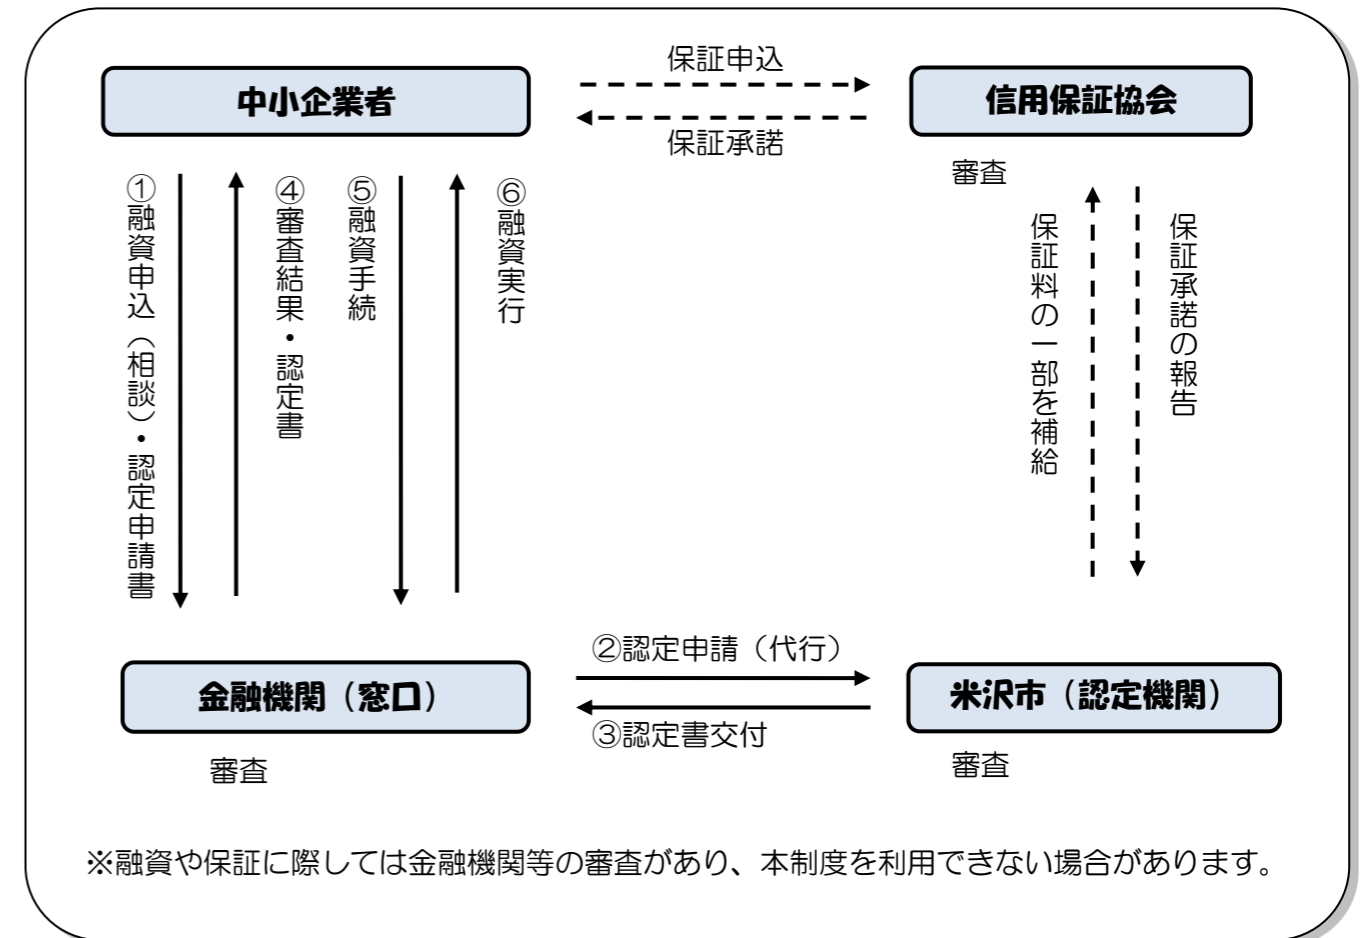 保証申込
中小企業者
信用保証協会
保証承諾
審査
①融資申込（相談）・認定申請書
④審査結果・認定書
⑤融資手続
⑥融資実行
保証料の一部を補給
保証承諾の報告
②認定申請（代行）
金融機関（窓口）
米沢市（認定機関）
③認定書交付
審査
審査
※融資や保証に際しては金融機関等の審査があり、本制度を利用できない場合があります。